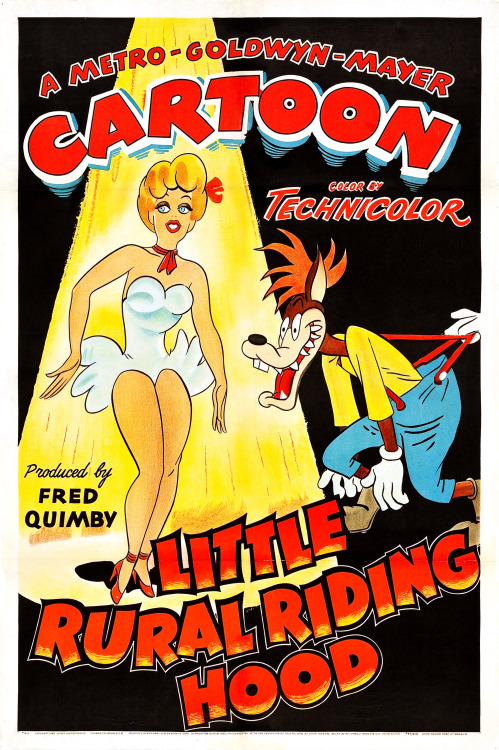 A METRO-GOLDWYN-MAYER
CARTOON
COLOR BY
TECHNICOLOR
Produced by
FRED
QUIMBY
LITTLE
RURAL RIDING
HOOD